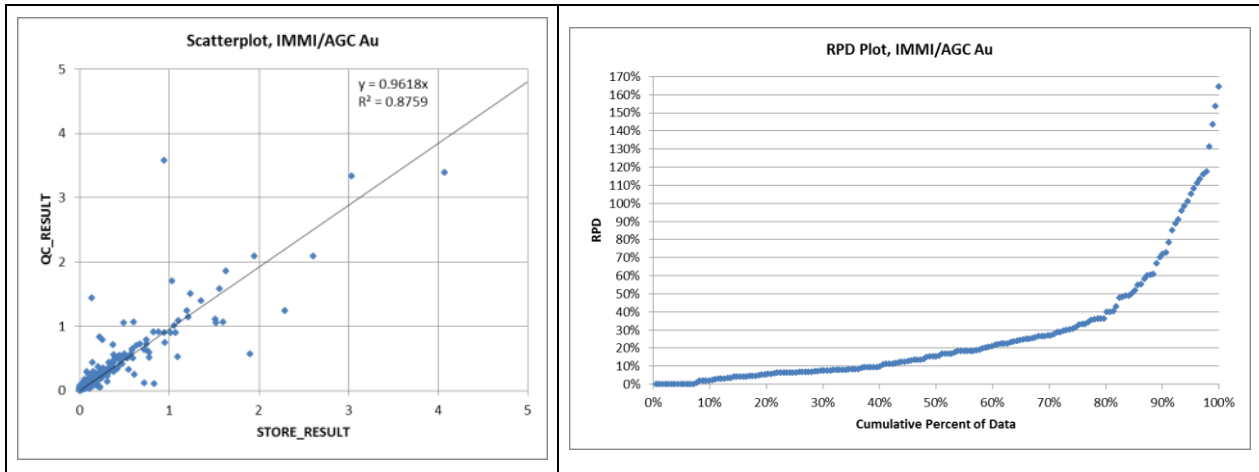 Scatterplot, IMMI/AGC Au
y = 0.9618x
R² = 0.8759
5
4
3
2
1
0
QC_RESULT
0 1 2 3 4 5
STORE_RESULT
RPD Plot, IMMI/AGC Au
170%
160%
150%
140%
130%
120%
110%
100%
90%
80%
70%
60%
50%
40%
30%
20%
10%
0%
RPD
0% 10% 20% 30% 40% 50% 60% 70% 80% 90% 100%
Cumulative Percent of Data